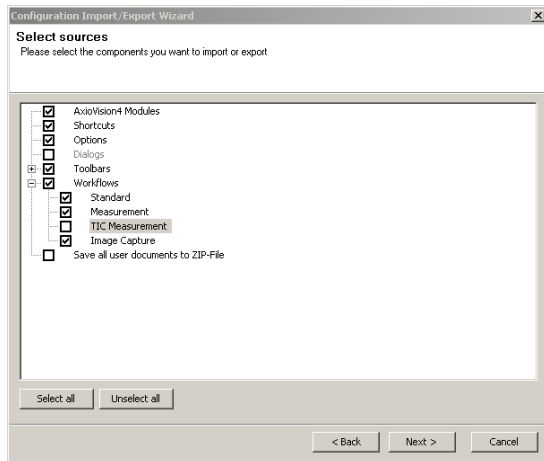 Configuration Import/Export Wizard
Select sources
Please select the components you want to import or export
AxioVision4 Modules
Shortcuts
Options
Dialogs
Toolbars
Workflows
Standard
Measurement
TIC Measurement
Image Capture
Save all user documents to ZIP-File
Select all Unselect all
< Back Next > Cancel